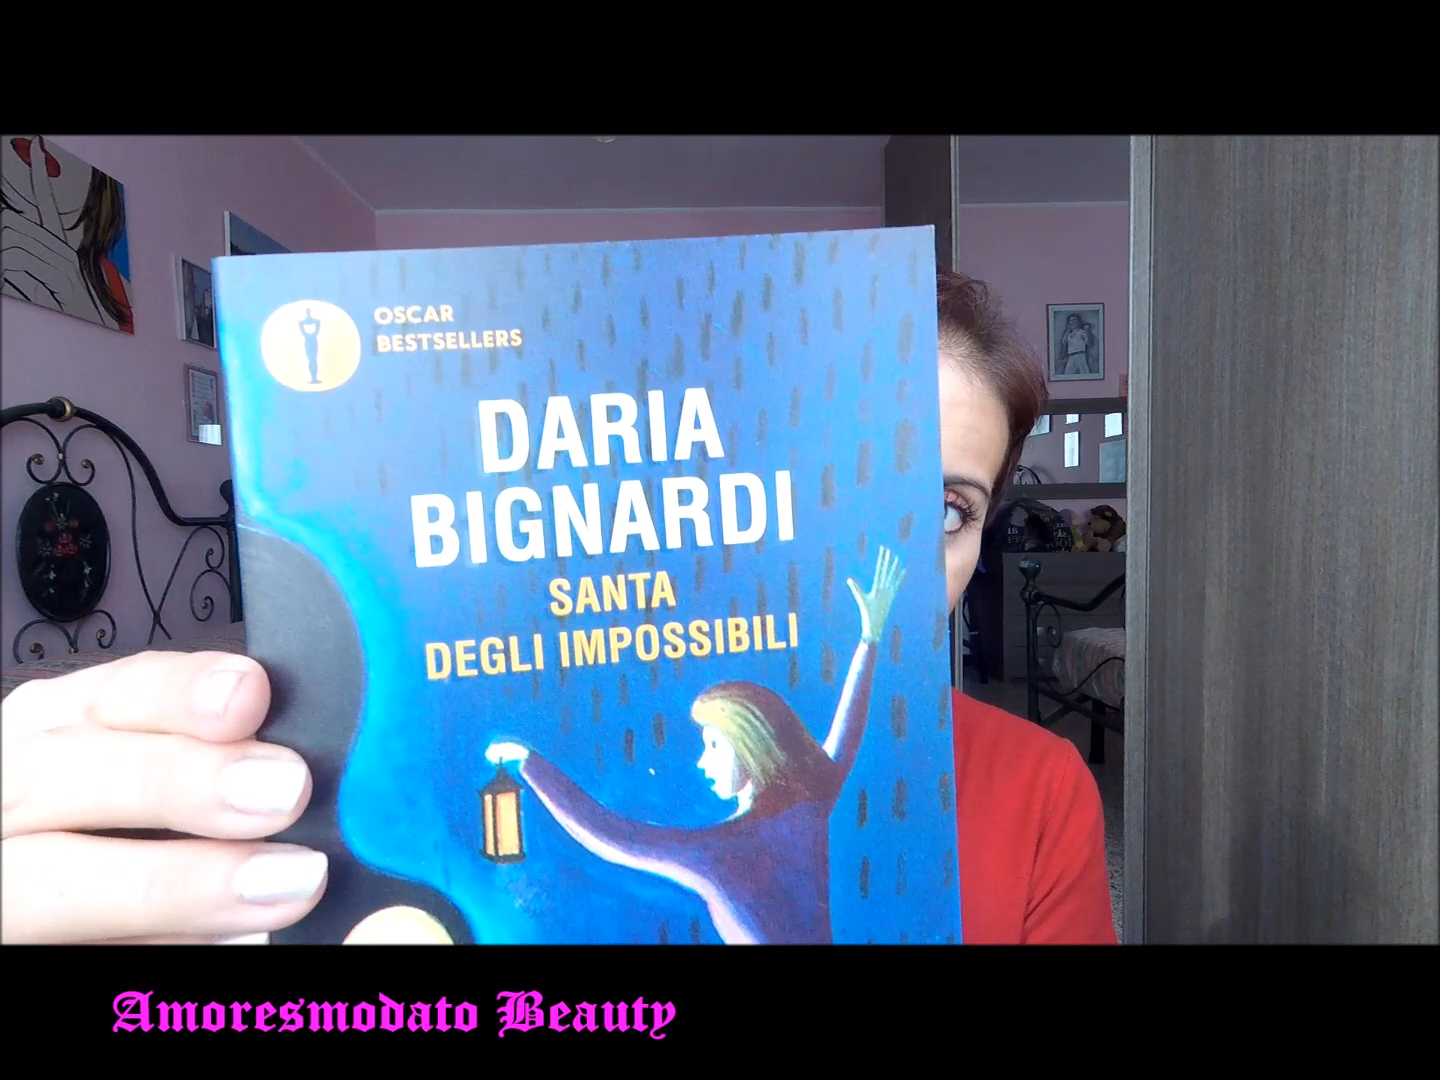 OSCAR
BESTSELLERS
DARIA
BIGNARDI
SANTA
DEGLI IMPOSSIBILI
Amoresmodato Beauty